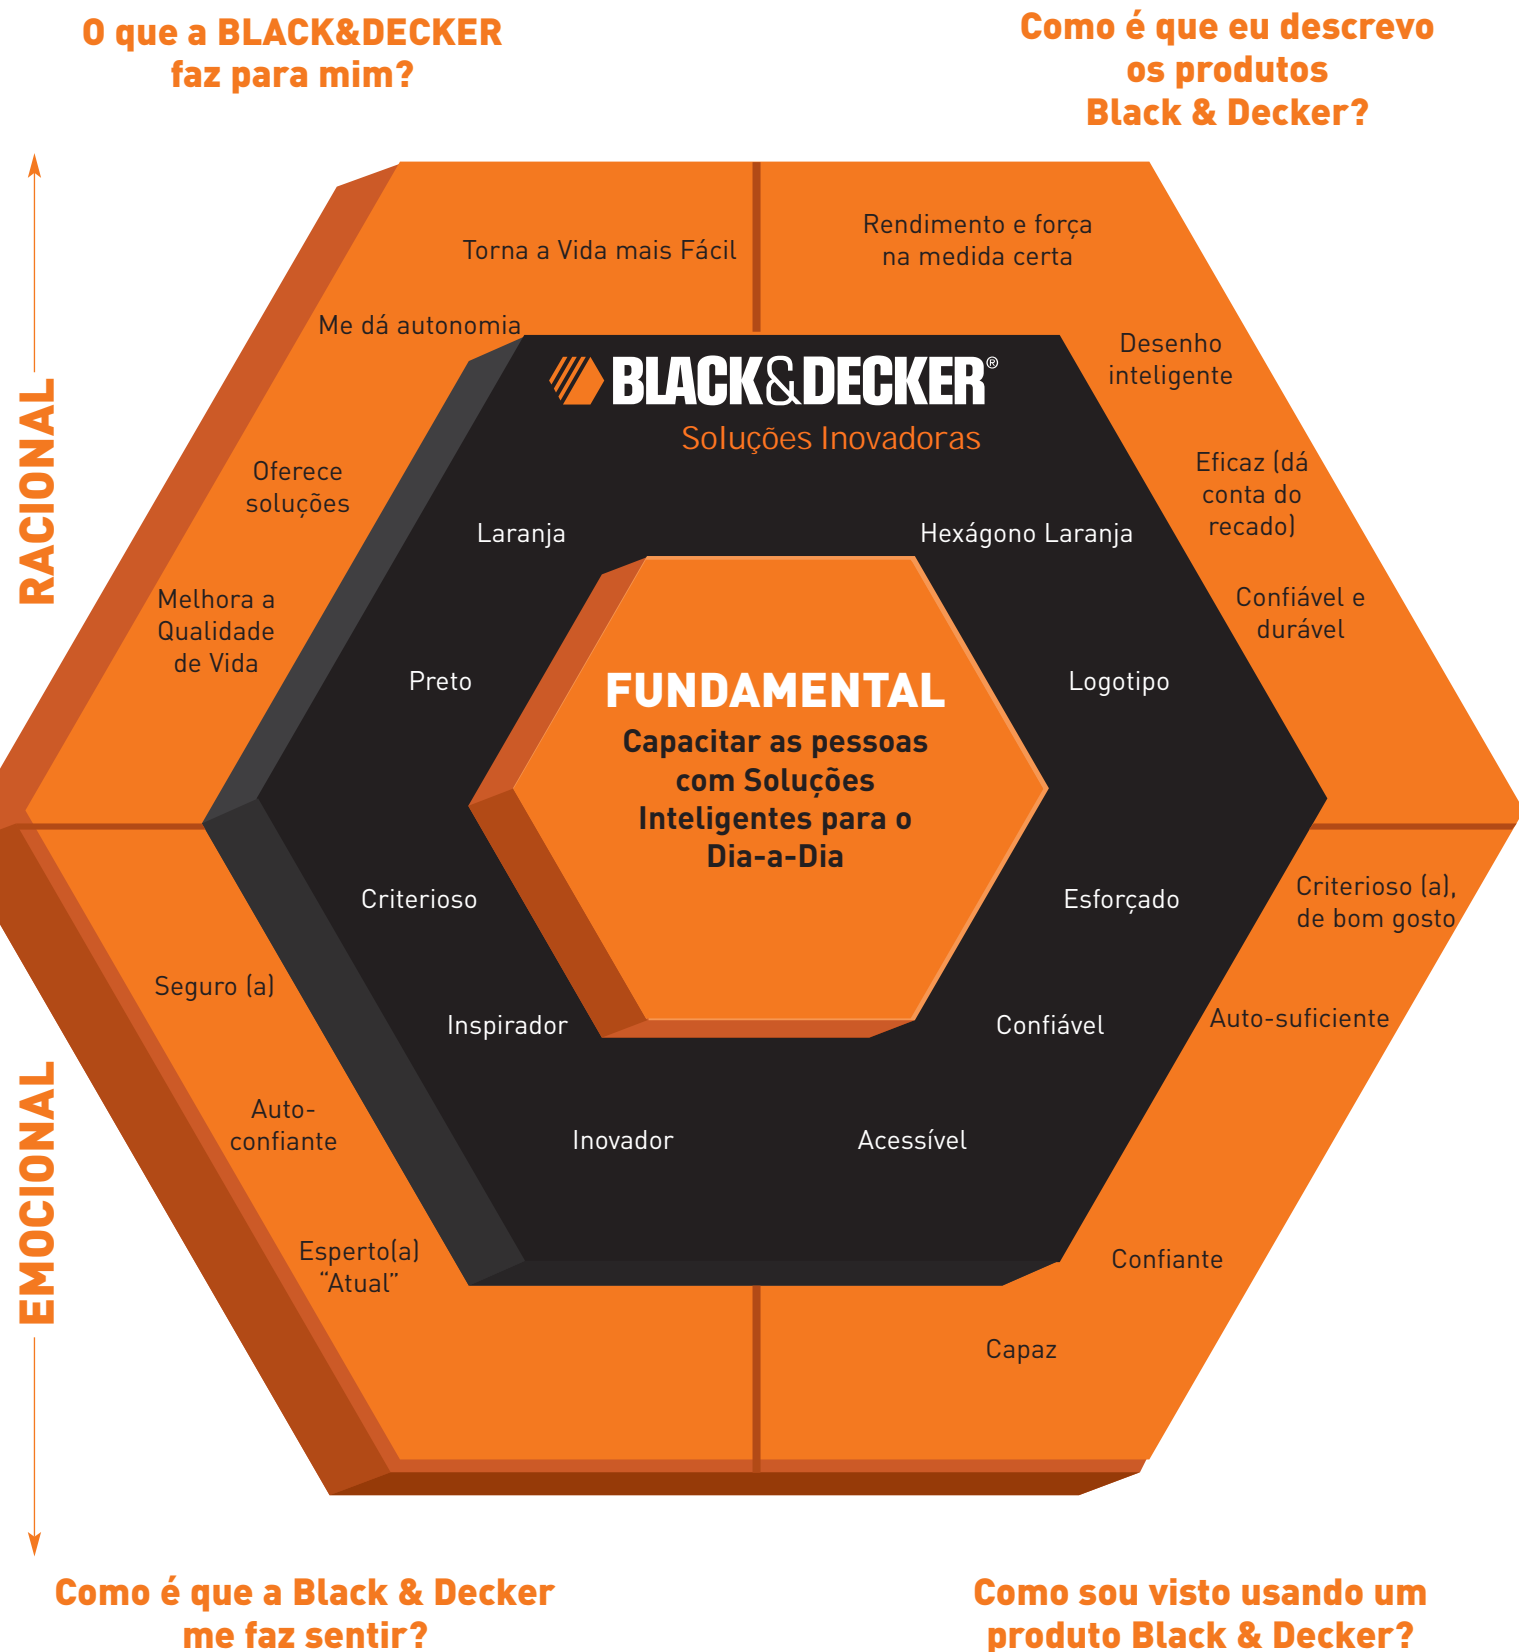 O que a BLACK&DECKER
faz para mim?
Como é que eu descrevo
os produtos
Black & Decker?
RACIONAL
Torna a Vida mais Fácil
Me dá autonomia
Oferece
soluções
Melhora a
Qualidade
de Vida
Rendimento e força
na medida certa
Desenho
inteligente
Eficaz (dá
conta do
recado)
Confiável e
durável
BLACK&DECKER®
Soluções Inovadoras
Laranja
Hexágono Laranja
Preto
Logotipo
FUNDAMENTAL
Capacitar as pessoas
com Soluções
Inteligentes para o
Dia-a-Dia
Criterioso
Esforçado
Inspirador
Confiável
Inovador
Acessível
EMOCIONAL
Seguro (a)
Auto-
confiante
Esperto(a)
“Atual”
Criterioso (a),
de bom gosto
Auto-suficiente
Confiante
Capaz
Como é que a Black & Decker
me faz sentir?
Como sou visto usando um
produto Black & Decker?